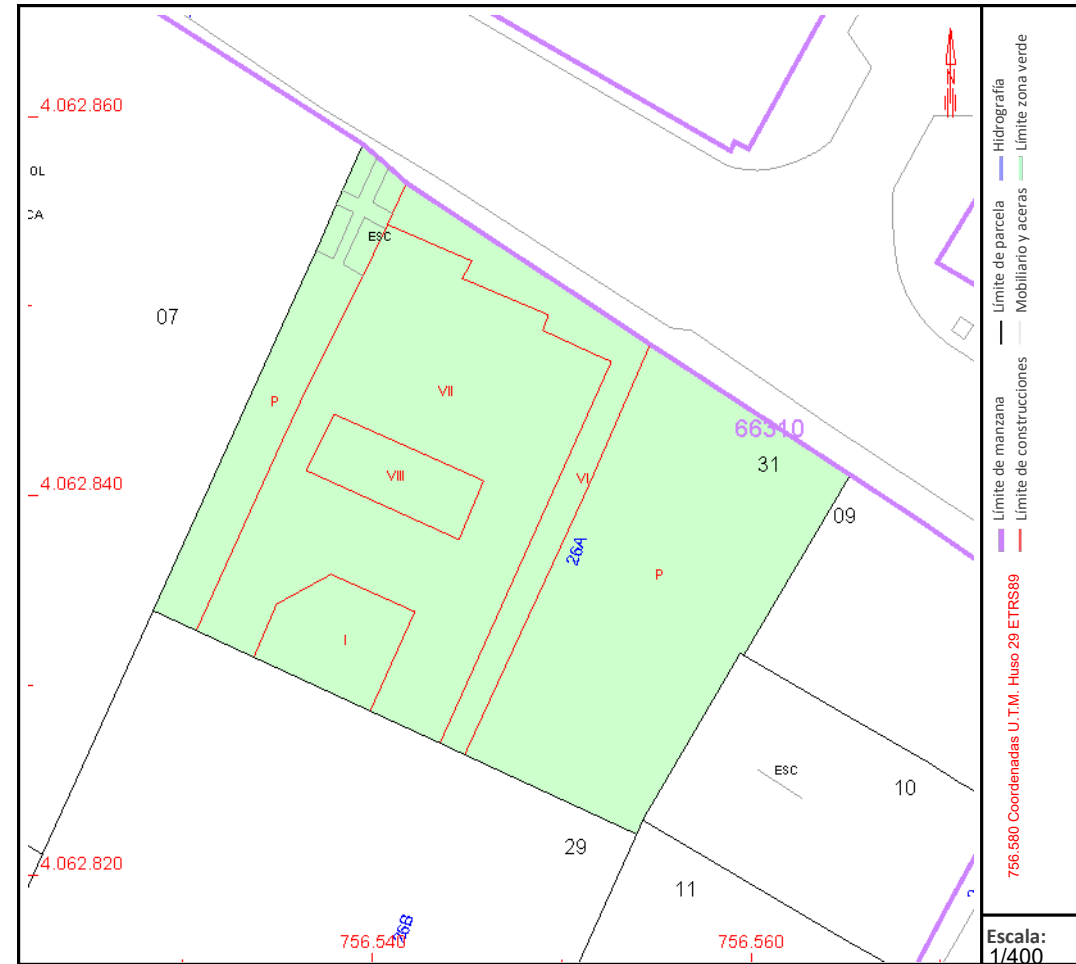 4.062.860
OL
CA
ESC
07
P
VII
66310
31
VIII
VI
4.062.840
09
26A
P
I
ESC
10
29
4.062.820
11
756.540
26B
756.560
Límite de manzana
Límite de parcela
Hidrografía
Límite de construcciones
Mobiliario y aceras
Límite zona verde
756.580 Coordenadas U.T.M. Huso 29 ETRS89
N
Escala:
1/400